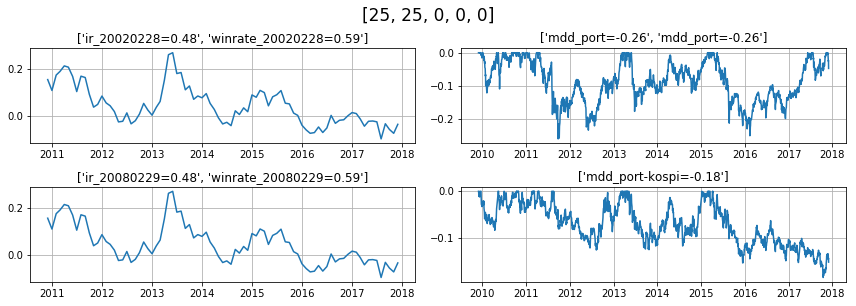 [25, 25, 0, 0, 0]
['ir_20020228=0.48', 'winrate_20020228=0.59']
0.2
0.0
2011 2012 2013 2014 2015 2016 2017 2018
['mdd_port=-0.26', 'mdd_port=-0.26']
0.0
−0.1
−0.2
2010 2011 2012 2013 2014 2015 2016 2017 2018
['ir_20080229=0.48', 'winrate_20080229=0.59']
0.2
0.0
2011 2012 2013 2014 2015 2016 2017 2018
['mdd_port-kospi=-0.18']
0.0
−0.1
2010 2011 2012 2013 2014 2015 2016 2017 2018